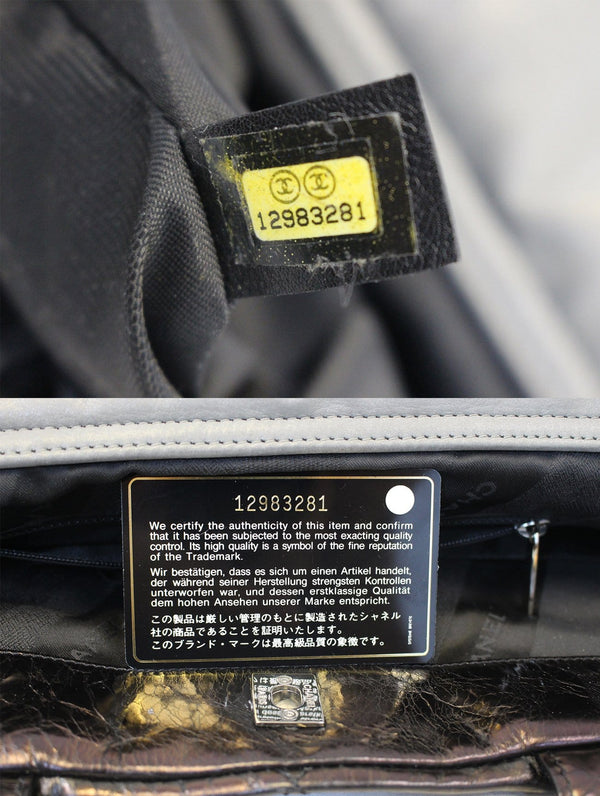 12983281
12983281
We certify the authenticity of this item and confirm
that it has been subjected to the most exacting quality
control. Its high quality is a symbol of the fine reputation
of the Trademark.
Wir bestätigen, dass es sich um einen Artikel handelt,
der während seiner Herstellung strengsten Kontrollen
unterworfen war, und dessen erstklassige Qualität
dem hohen Ansehen unserer Marke entspricht.
この製品は厳しい管理のもとに製造されたシャネル
社の商品であることを証明いたします。
このブランド・マークは最高級品質の象徴です。